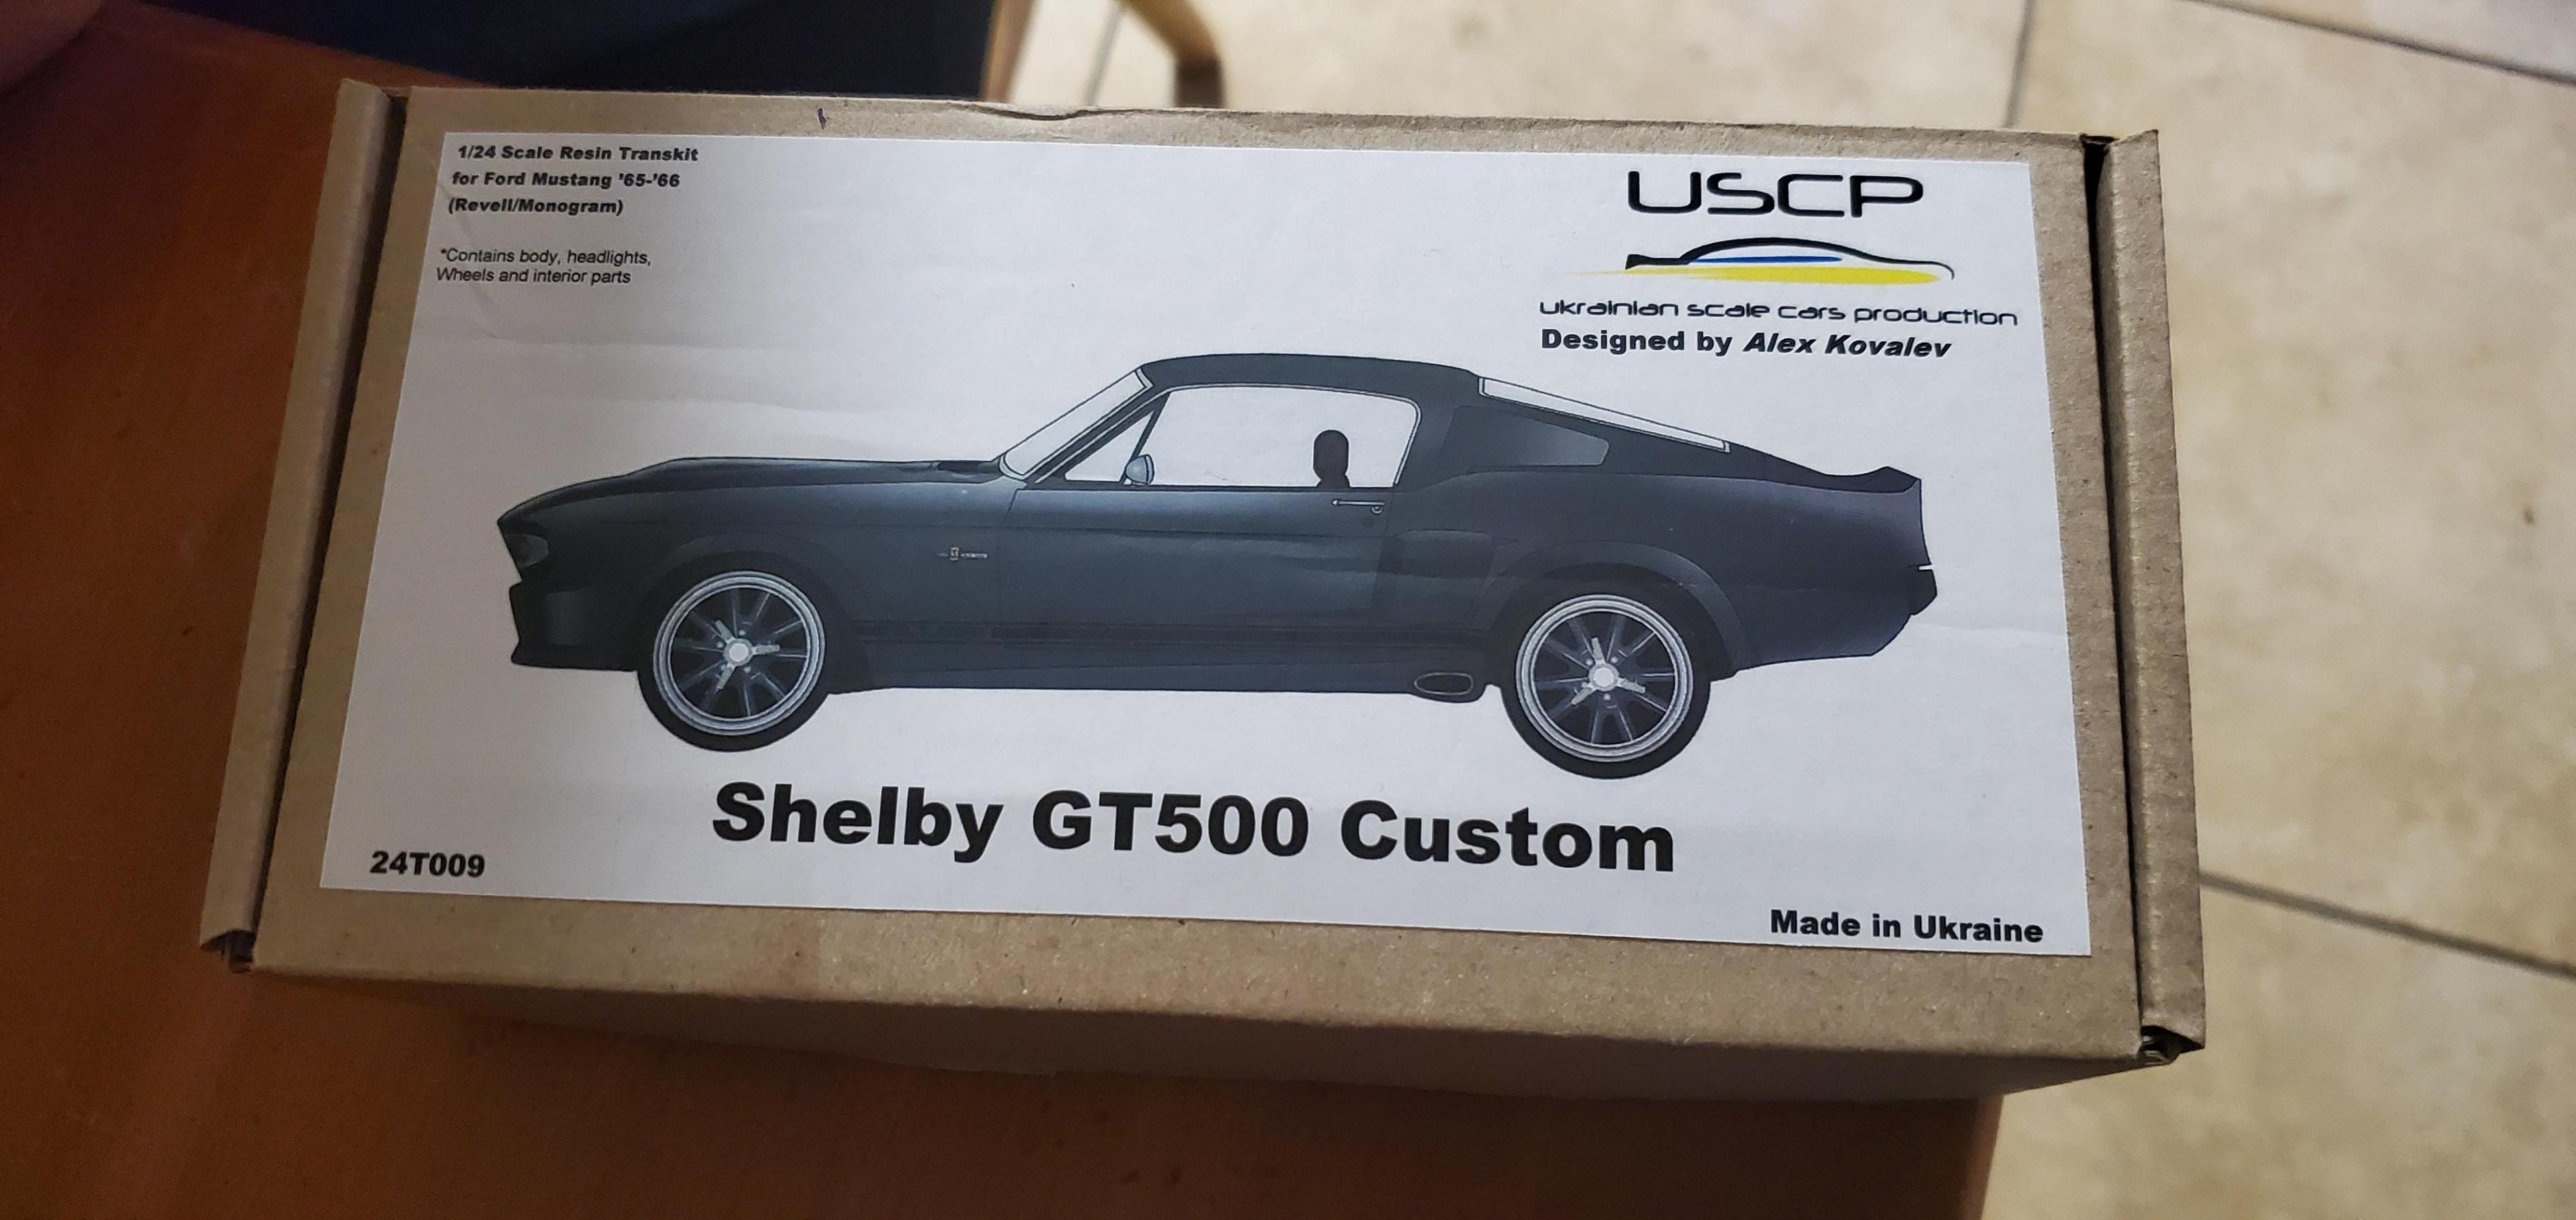 1/24 Scale Resin Transkit
for Ford Mustang '65-'66
(Revell/Monogram)
*Contains body, headlights,
Wheels and interior parts
USCP
ukrainian scale cars production
Designed by Alex Kovalev
Shelby GT500 Custom
24T009
Made in Ukraine